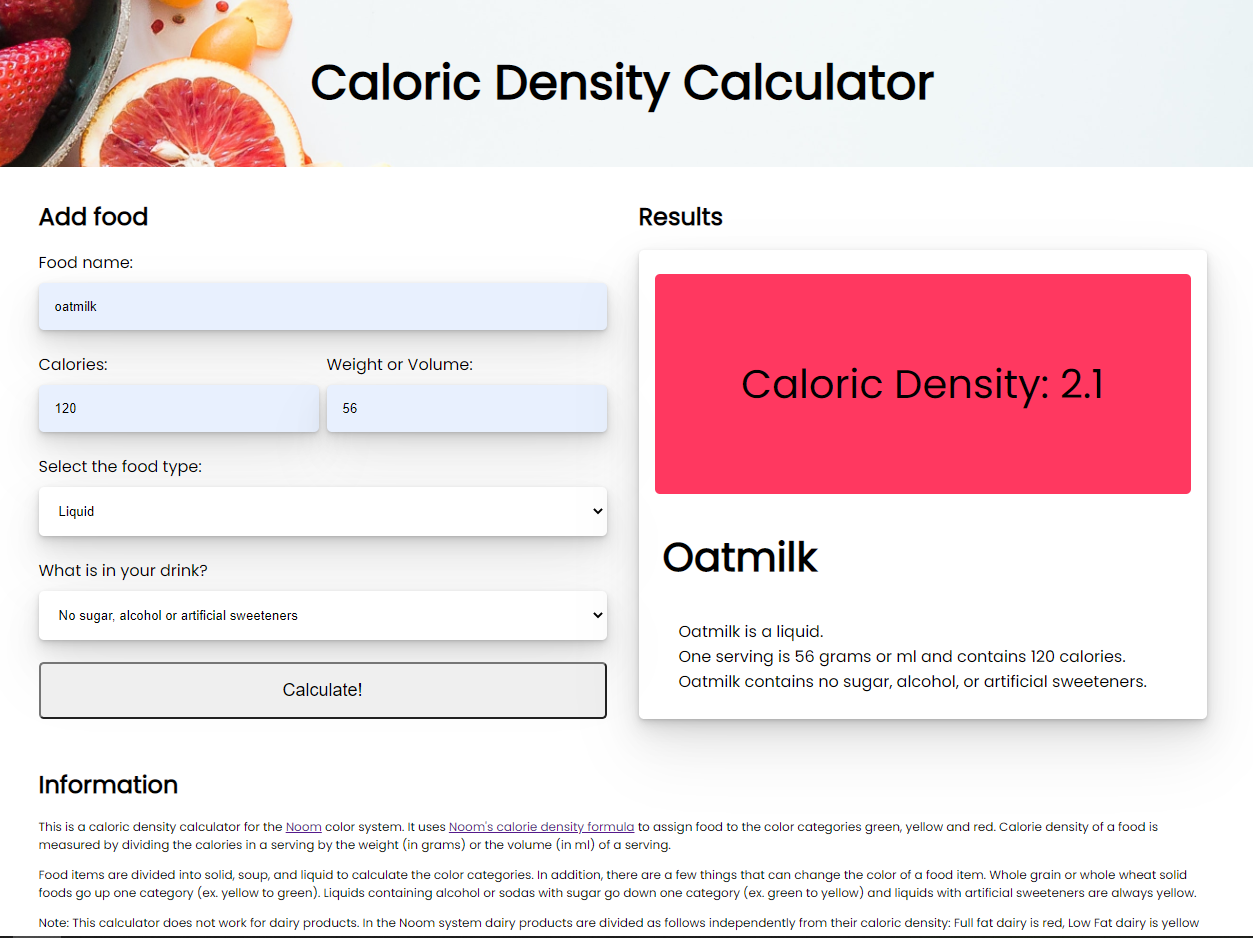 Caloric Density Calculator
Add food
Food name:
oatmilk
Calories:
Weight or Volume:
120
56
Select the food type:
Liquid
What is in your drink?
No sugar, alcohol or artificial sweeteners
Calculate!
Results
Caloric Density: 2.1
Oatmilk
Oatmilk is a liquid.
One serving is 56 grams or ml and contains 120 calories.
Oatmilk contains no sugar, alcohol, or artificial sweeteners.
Information
This is a caloric density calculator for the Noom color system. It uses Noom's calorie density formula to assign food to the color categories green, yellow and red. Calorie density of a food is
measured by dividing the calories in a serving by the weight (in grams) or the volume (in ml) of a serving.
Food items are divided into solid, soup, and liquid to calculate the color categories. In addition, there are a few things that can change the color of a food item. Whole grain or whole wheat solid
foods go up one category (ex. yellow to green). Liquids containing alcohol or sodas with sugar go down one category (ex. green to yellow) and liquids with artificial sweeteners are always yellow.
Note: This calculator does not work for dairy products. In the Noom system dairy products are divided as follows independently from their caloric density: Full fat dairy is red, Low Fat dairy is yellow